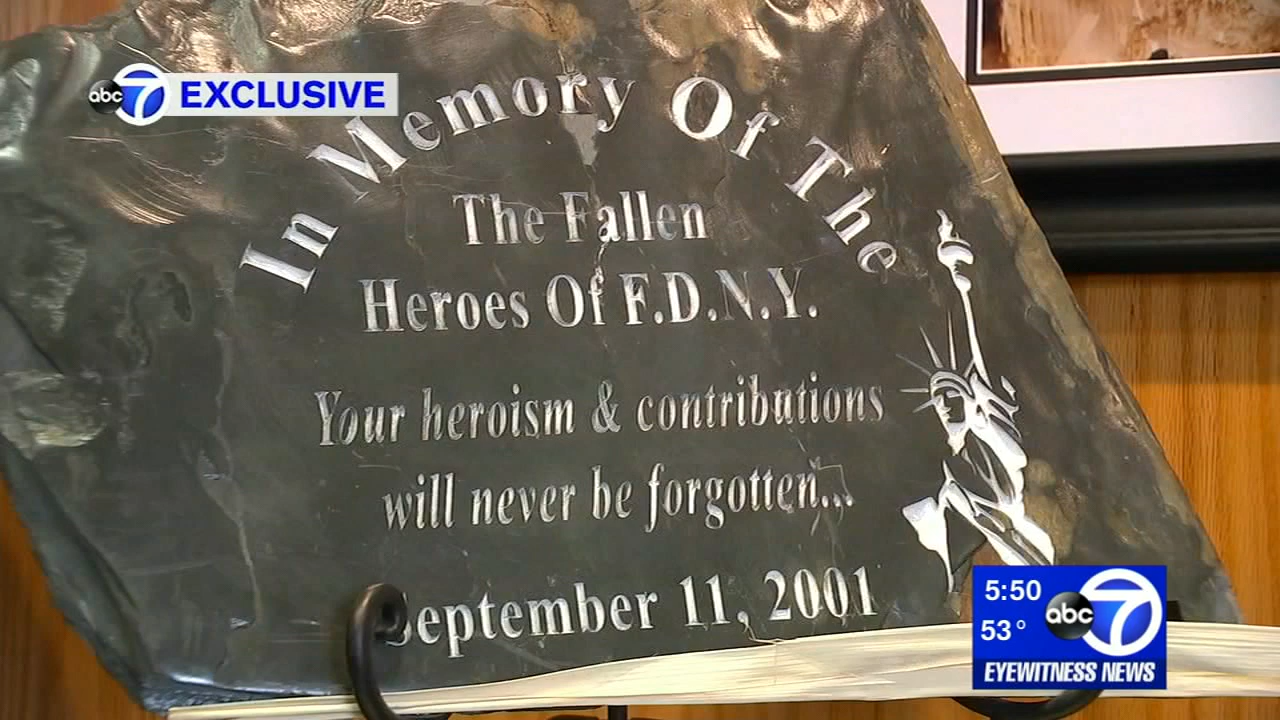 abc 7 EXCLUSIVE
In Memory Of The
The Fallen
Heroes Of F.D.N.Y.
Your heroism & contributions
will never be forgotten...
September 11, 2001
5:50
53°
abc 7
EYEWITNESS NEWS